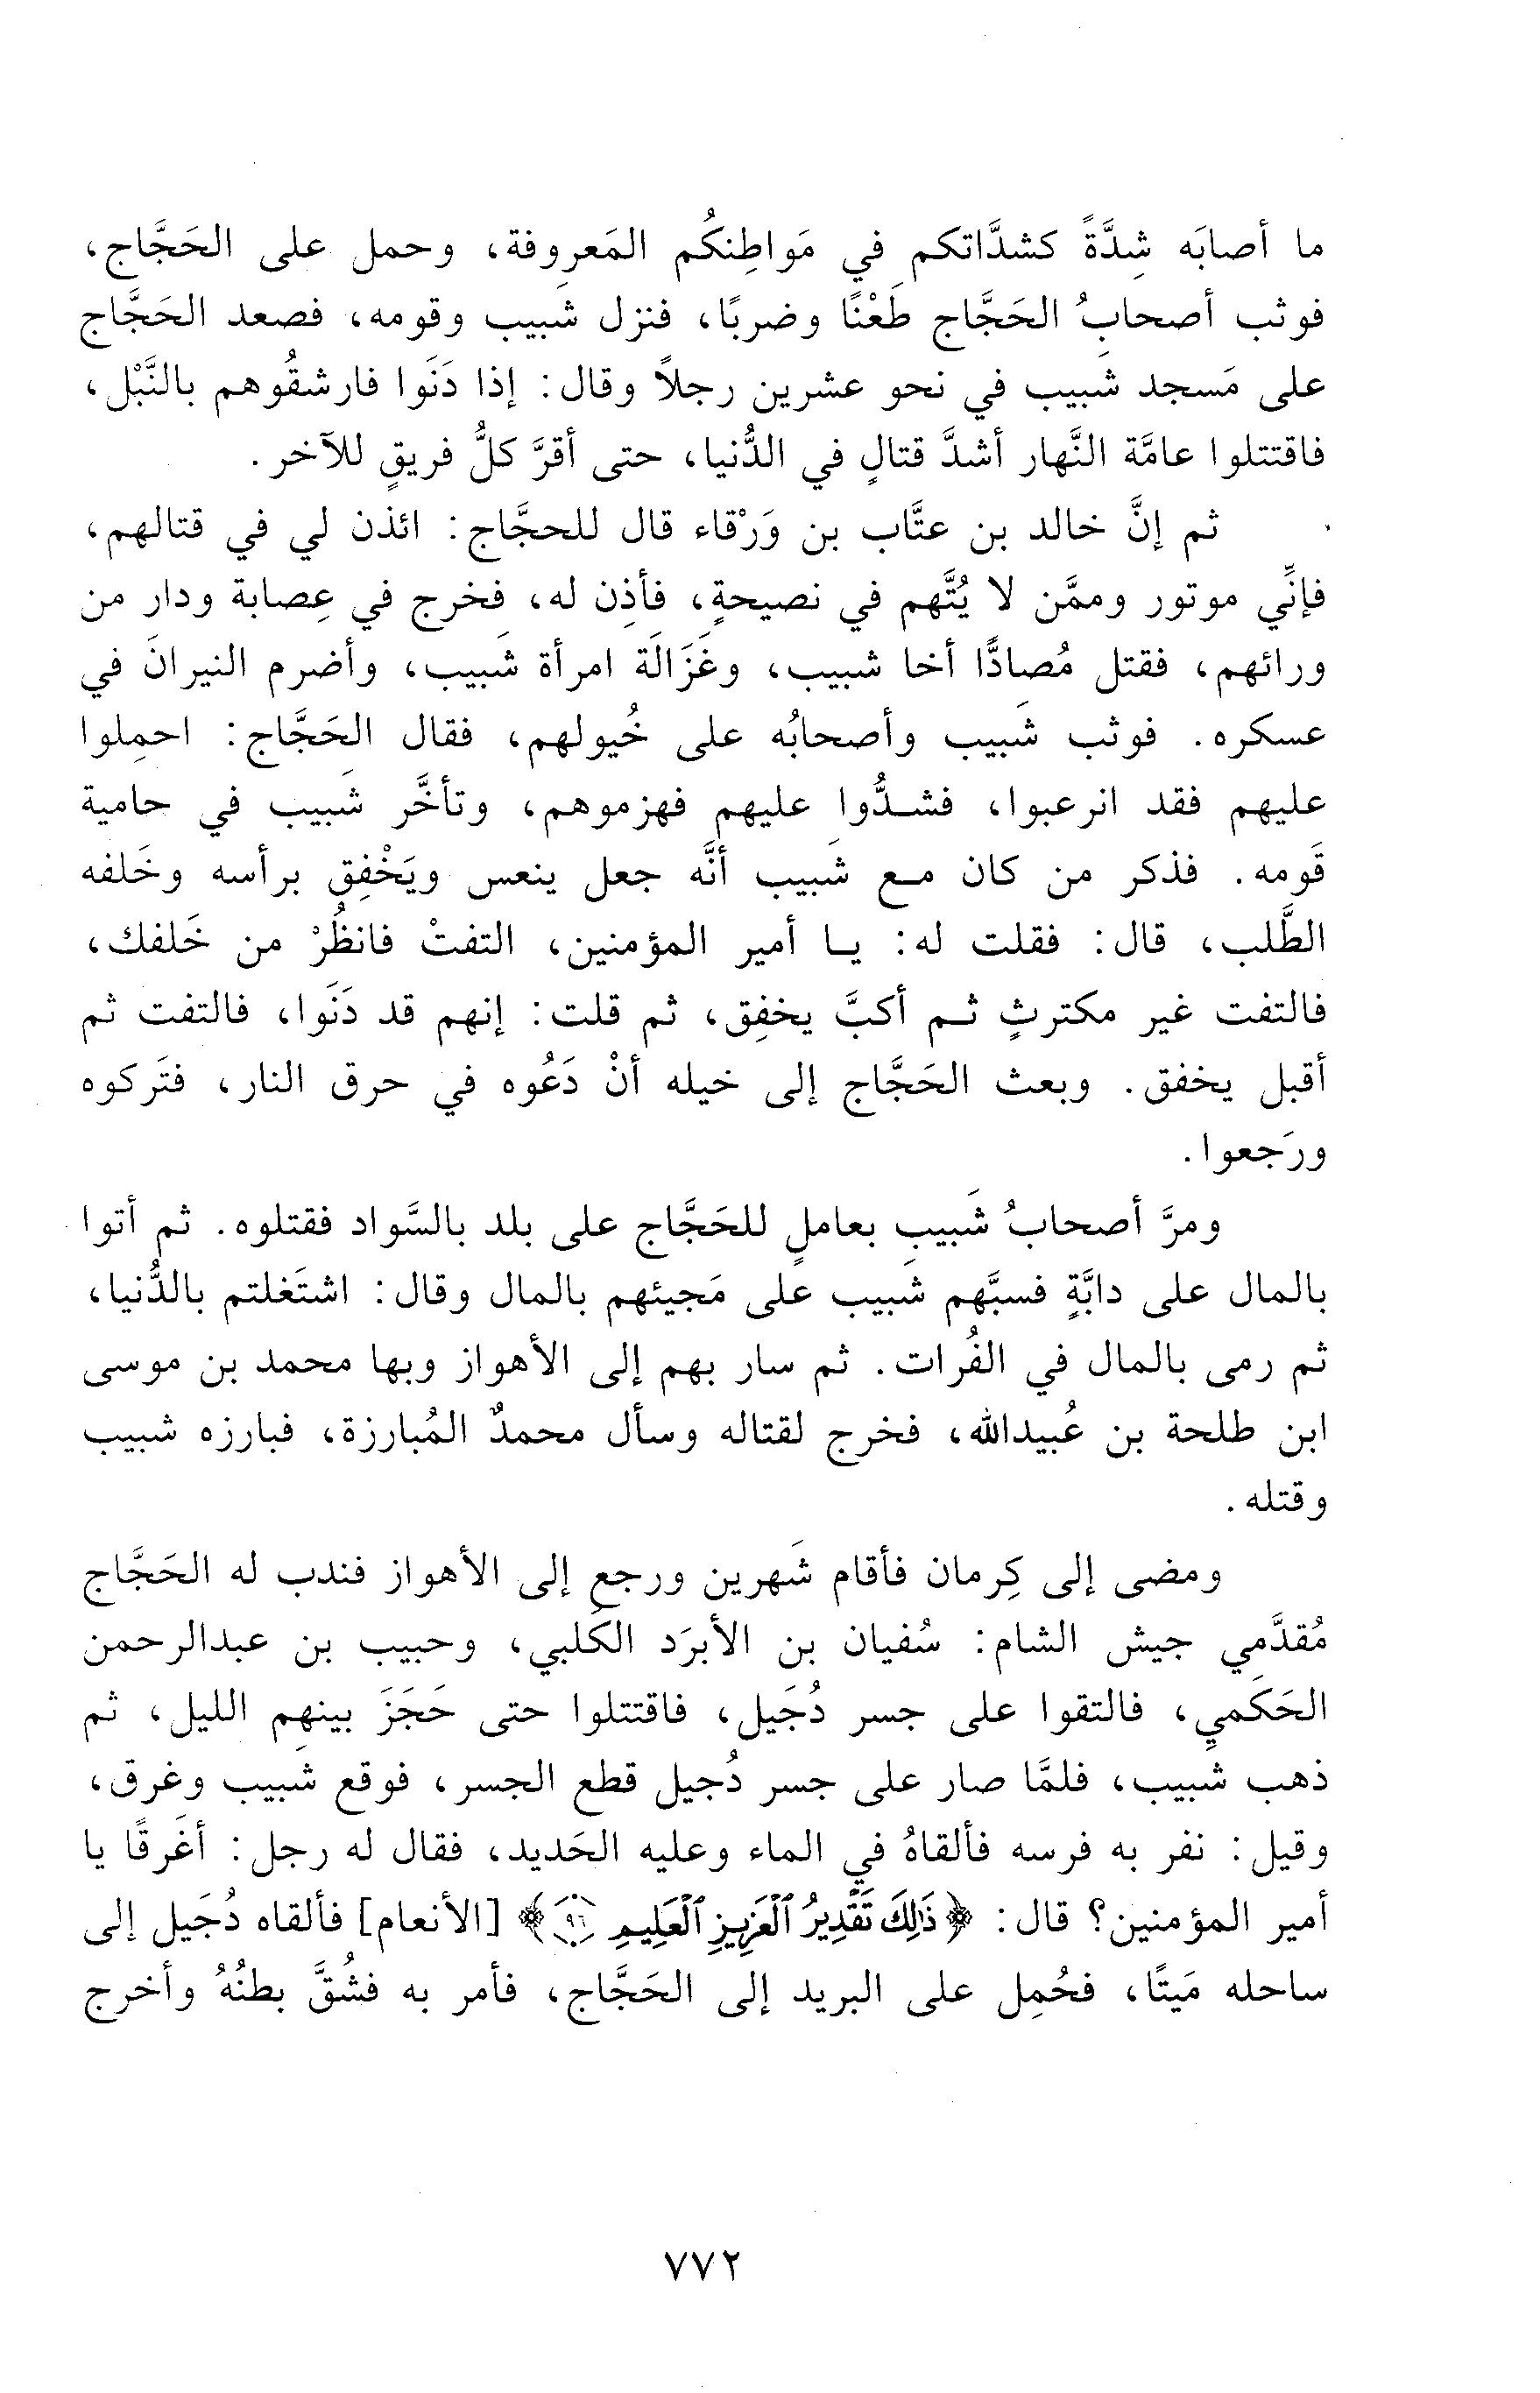 ما أصابَه شِدَّةً كشدَّاتكم في مَواطِنكُم المَعرِوفة، وحمل على الحَجَّاج،
فوثب أصحابُ الحَجَّاج طَعْنًا وضربًا، فنزل شَبِيب وقومه، فصعد الحَجَّاج
على مَسجد شَبِيب في نحو عشرين رجلاً وقال: إذا دَنَوا فارشقُوهم بالنَّبْل،
فاقتتلوا عامَّة النَّهار أشدَّ قتالٍ في الدُّنيا، حتى أقرَّ كلُّ فريقٍ للآخر.
ثم إنَّ خالد بن عتَّاب بن وَرْقاء قال للحجَّاج: ائذن لي في قتالهم،
فإنِّي موتور وممَّن لا يُتَّهم في نصيحةٍ، فأذِن له، فخرج في عِصابة ودار من
ورائهم، فقتل مُصادًّا أخا شبيب، وغَزَالَة امرأة شَبيب، وأضرم النيرانَ في
عسكره. فوثب شَبيب وأصحابُه على خُيولهم، فقال الحَجَّاج: احمِلوا
عليهم فقد انرعبوا، فشدُّوا عليهم فهزموهم، وتأخَّر شَبيب في حامية
قَومه. فذكر من كان مع شَبيب أنَّه جعل ينعس ويَخْفِق برأسه وخَلفه
الطَّلب، قال: فقلت له: يا أمير المؤمنين، التفتْ فانظُرْ من خَلفك،
فالتفت غير مكترثٍ ثم أكبَّ يخفِق، ثم قلت: إنهم قد دَنَوا، فالتفت ثم
أقبل يخفق. وبعث الحَجَّاج إلى خيله أنْ دَعُوه في حرق النار، فتَركوه
ورَجعوا.
ومرَّ أصحابُ شَبيبِ بعاملٍ للحَجَّاج على بلد بالسَّواد فقتلوه. ثم أتوا
بالمال على دابَّةٍ فسبَّهم شبيب على مَجيئهم بالمال وقال: اشتَغلتم بالدُّنيا،
ثم رمى بالمال في الفُرات. ثم سار بهم إلى الأهواز وبها محمد بن موسى
ابن طلحة بن عُبيدالله، فخرج لقتاله وسأل محمدٌ المُبارزة، فبارزه شبيب
وقتله.
ومضى إلى كِرمان فأقام شَهرين ورجع إلى الأهواز فندب له الحَجَّاج
مُقدَّمي جيش الشام: سُفيان بن الأبرَد الكَلبي، وحبيب بن عبدالرحمن
الحَكَمي، فالتقوا على جسر دُجَيل، فاقتتلوا حتى حَجَزَ بينهم الليل، ثم
ذهب شبيب، فلمَّا صار على جسر دُجيل قطع الجسر، فوقع شَبيب وغرق،
وقيل: نفر به فرسه فألقاهُ في الماء وعليه الحَديد، فقال له رجل: أغَرقًا يا
أمير المؤمنين؟ قال: ﴿ذَٰلِكَ تَقْدِيرُ ٱلْعَزِيزِ ٱلْعَلِيمِ ٩٦﴾ [الأنعام] فألقاه دُجَيل إلى
ساحله مَيتًا، فحُمِل على البريد إلى الحَجَّاج، فأمر به فشُقَّ بطنُهُ وأخرج
٧٧٢